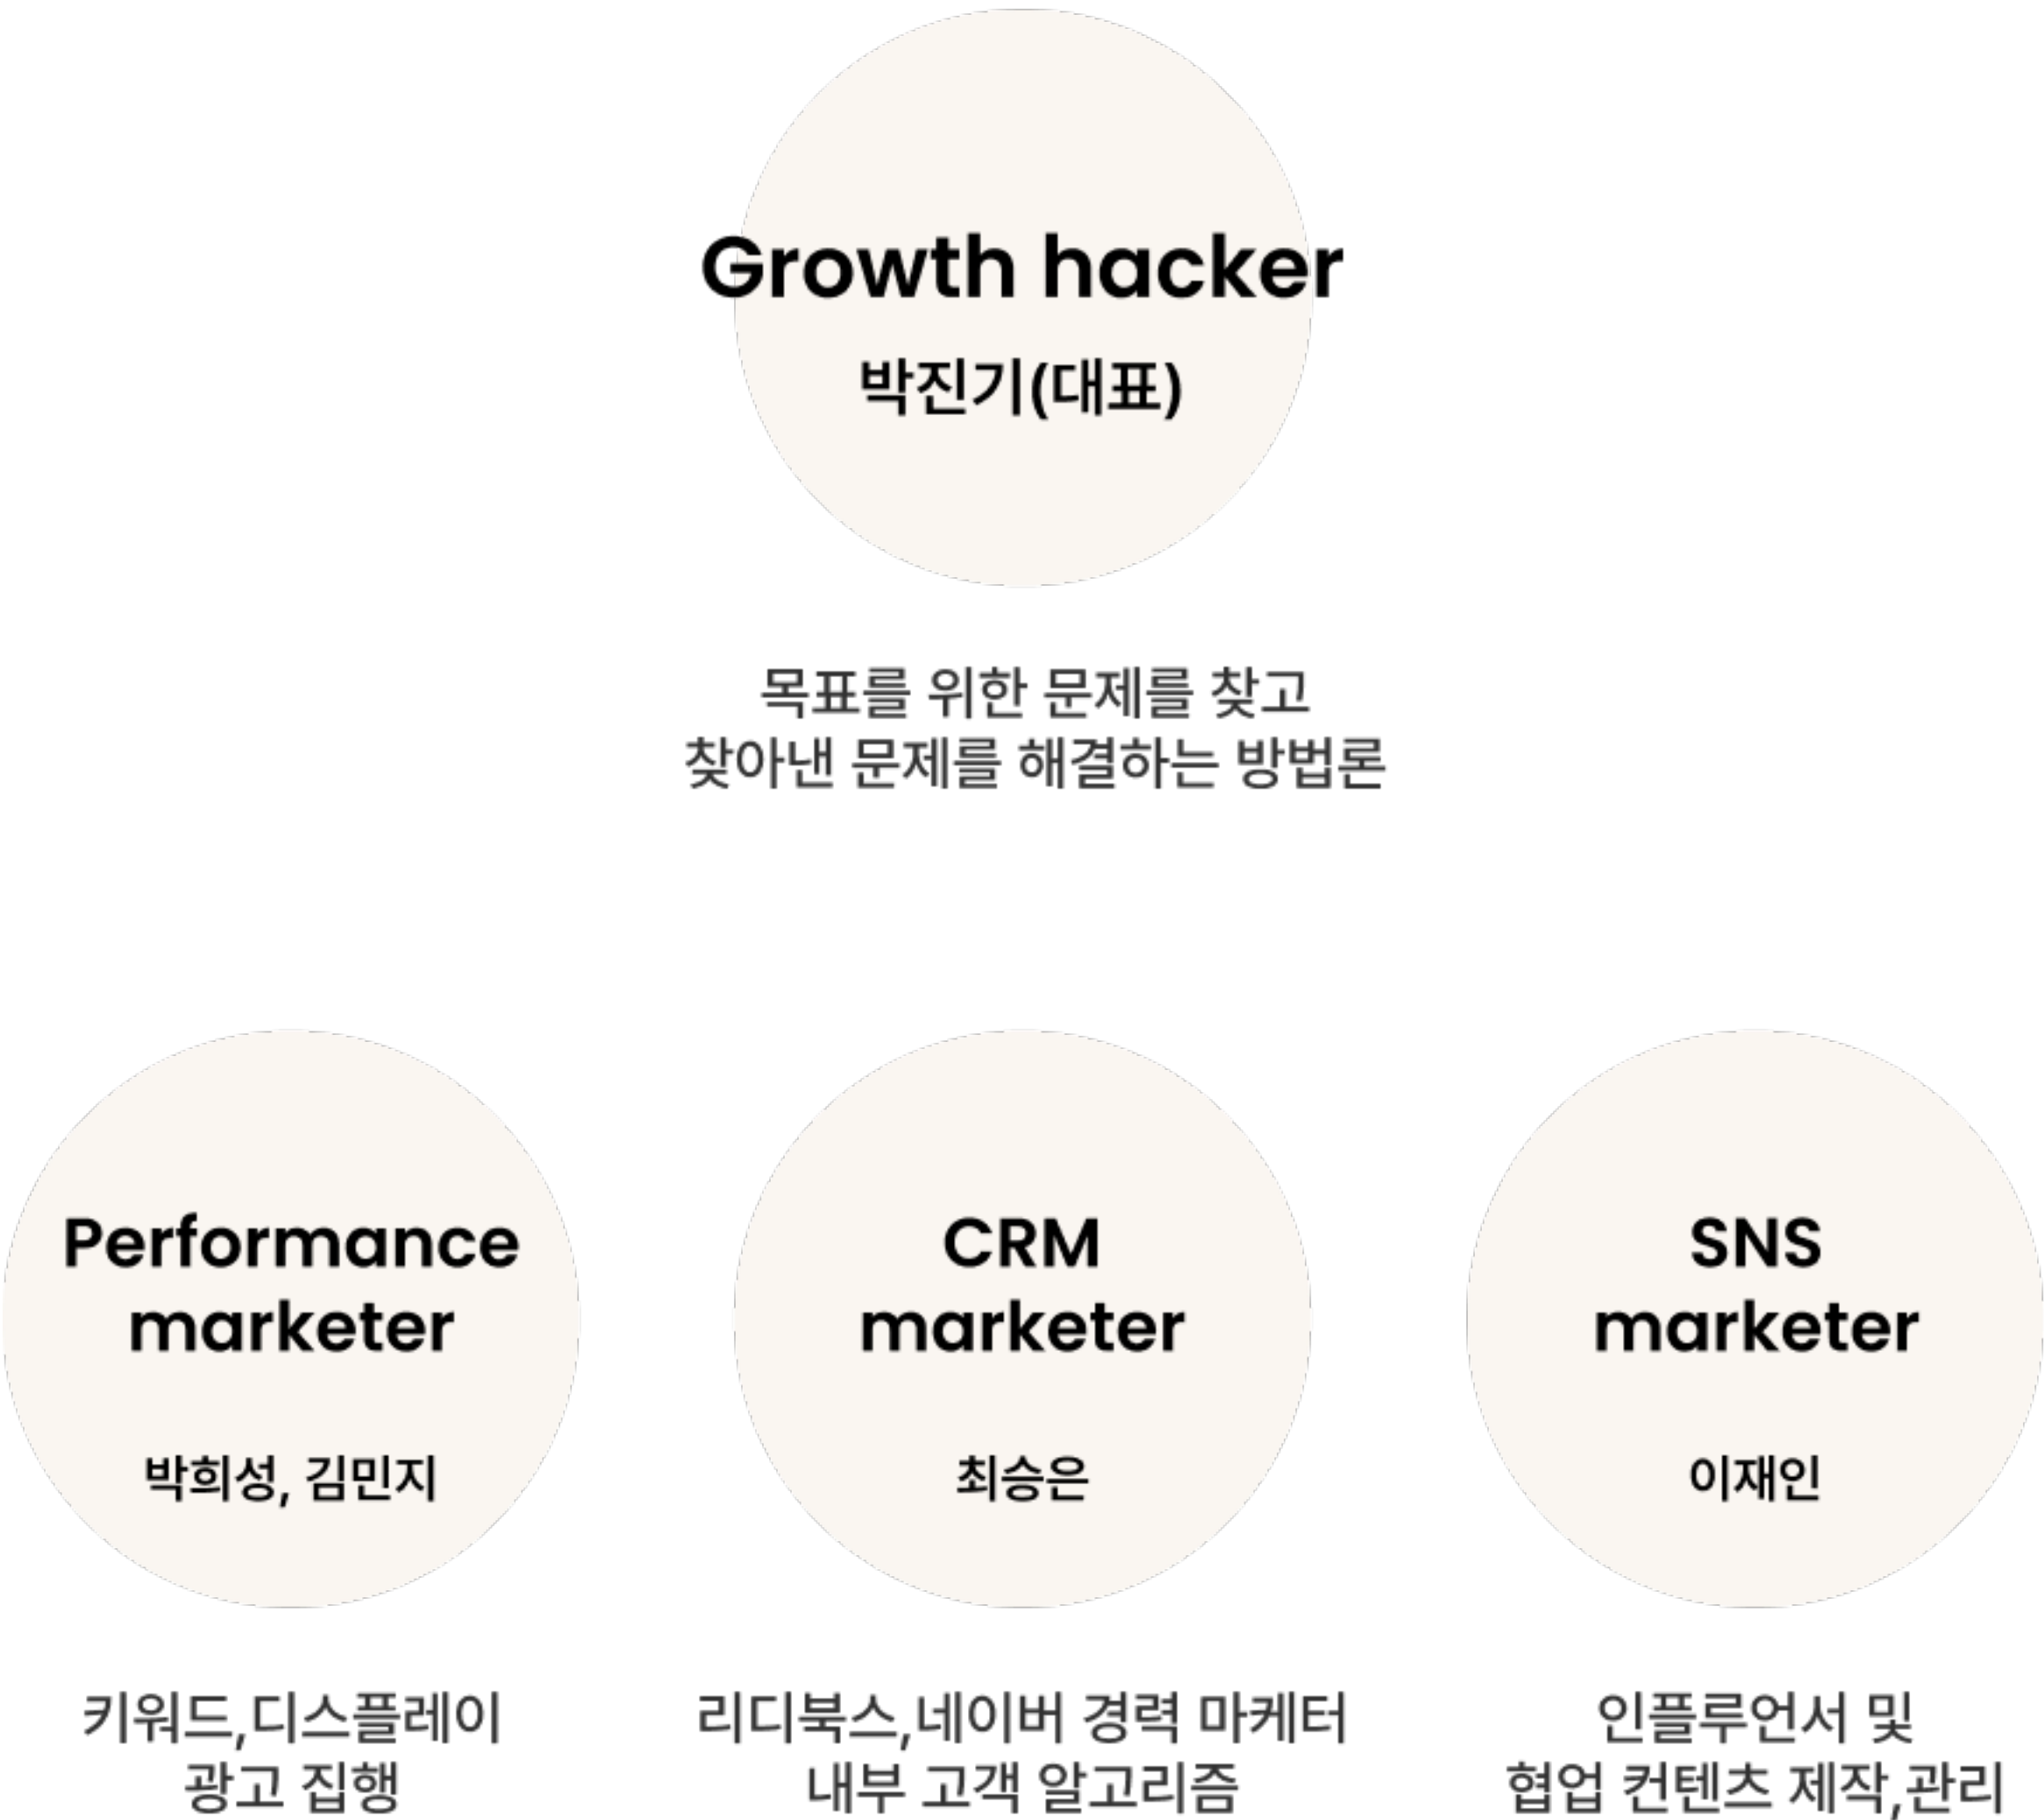 Growth hacker
박진기(대표)
목표를 위한 문제를 찾고
찾아낸 문제를 해결하는 방법론
Performance
marketer
박희성, 김민지
키워드,디스플레이
광고 집행
CRM
marketer
최승은
리디북스,네이버 경력 마케터
내부 고객 알고리즘
SNS
marketer
이재인
인플루언서 및
협업 컨텐츠 제작,관리